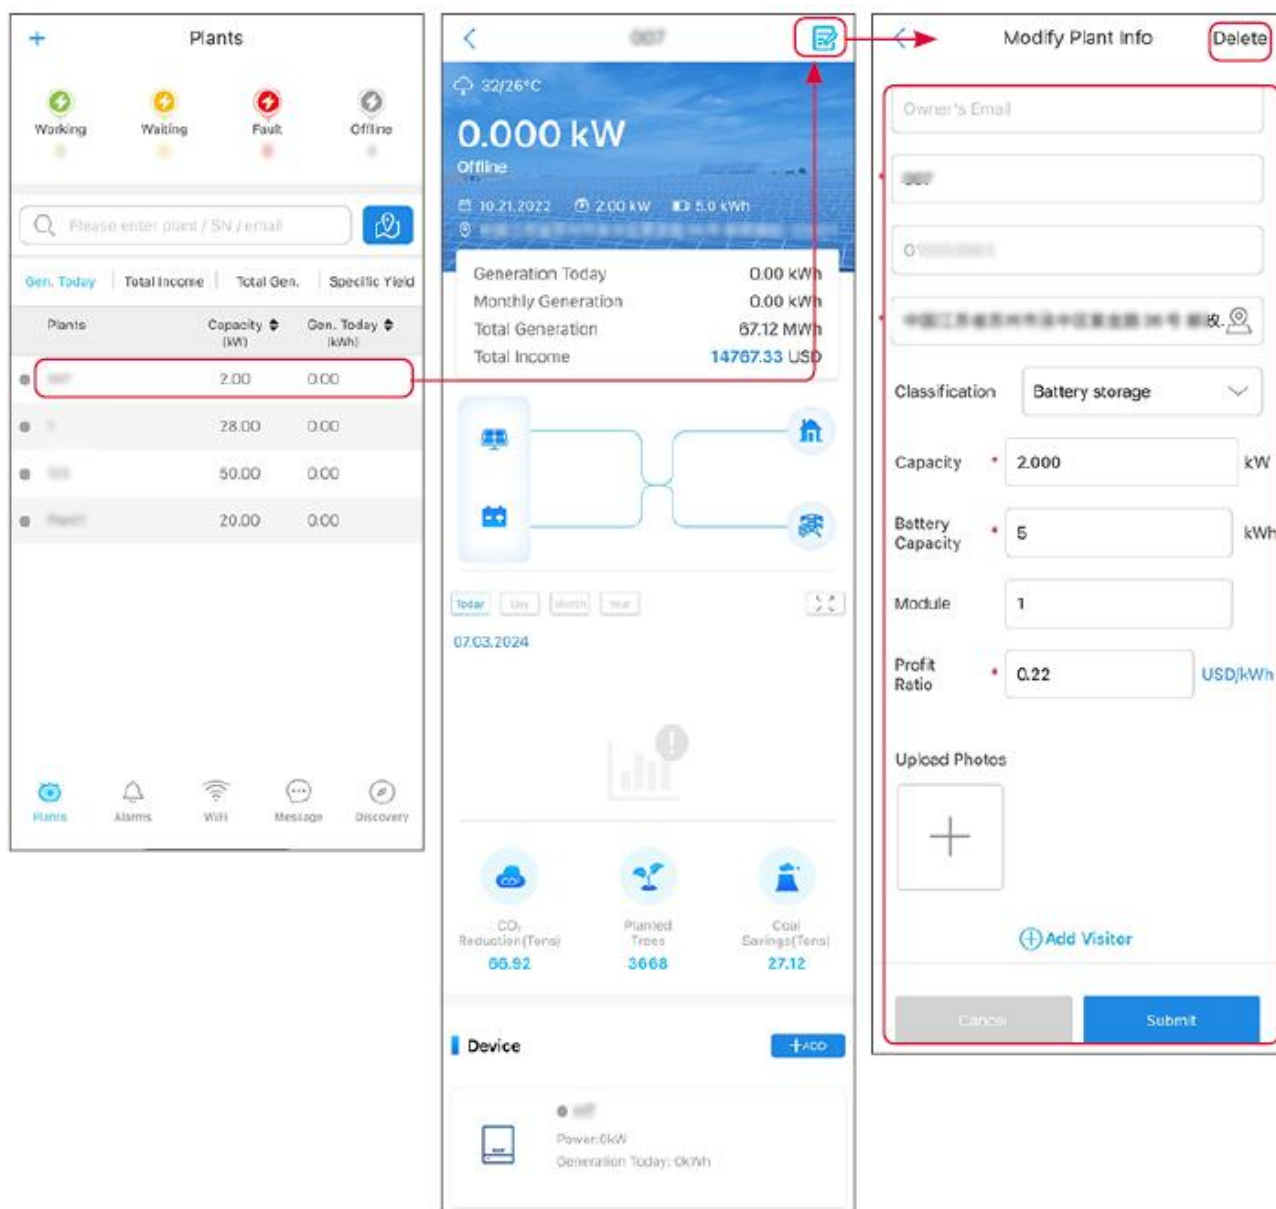 Plants
Working
Waiting
Fault
Offline
Please enter plant / SN / email
Gen. Today
Total Income
Total Gen.
Specific Yield
Plants
Capacity
(kW)
Gen. Today
(kWh)
2.00
0.00
28.00
0.00
50.00
0.00
20.00
0.00
Plants
Alarms
WiFi
Message
Discovery
007
32/26°C
0.000 kW
Offline
10.21.2022
2.00 kW
5.0 kWh
Generation Today
0.00 kWh
Monthly Generation
0.00 kWh
Total Generation
67.12 MWh
Total Income
14767.33 USD
Today
Day
Month
Year
07.03.2024
CO₂
Reduction(Tons)
66.92
Planted
Trees
3668
Coal
Savings(Tons)
27.12
Device
+ADD
Power:0kW
Generation Today: 0kWh
Modify Plant Info
Delete
Owner's Email
007
Classification
Battery storage
Capacity
*
2.000
kW
Battery
Capacity
*
5
kWh
Module
1
Profit
Ratio
*
0.22
USD/kWh
Upload Photos
Add Visitor
Cancel
Submit